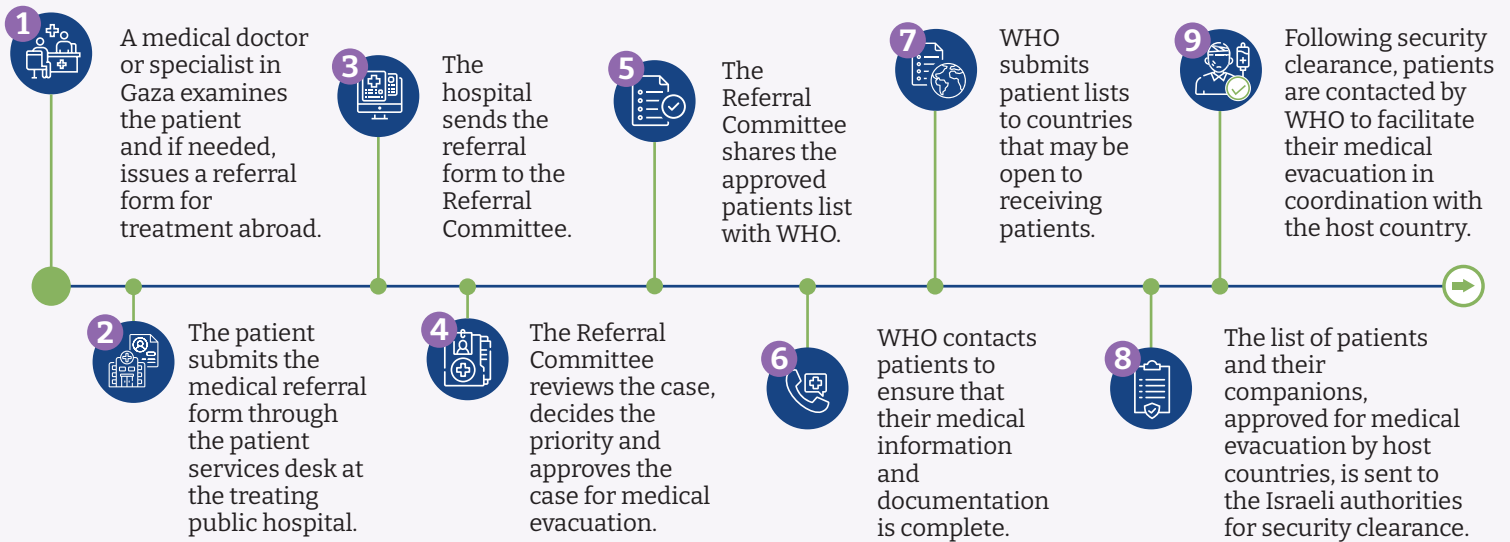 1
A medical doctor
or specialist in
Gaza examines
the patient
and if needed,
issues a referral
form for
treatment abroad.
2
The patient
submits the
medical referral
form through
the patient
services desk at
the treating
public hospital.
3
The
hospital
sends the
referral
form to the
Referral
Committee.
4
The Referral
Committee
reviews the case,
decides the
priority and
approves the
case for medical
evacuation.
5
The
Referral
Committee
shares the
approved
patients list
with WHO.
6
WHO contacts
patients to
ensure that
their medical
information
and
documentation
is complete.
7
WHO
submits
patient lists
to countries
that may be
open to
receiving
patients.
8
The list of patients
and their
companions,
approved for medical
evacuation by host
countries, is sent to
the Israeli authorities
for security clearance.
9
Following security
clearance, patients
are contacted by
WHO to facilitate
their medical
evacuation in
coordination with
the host country.